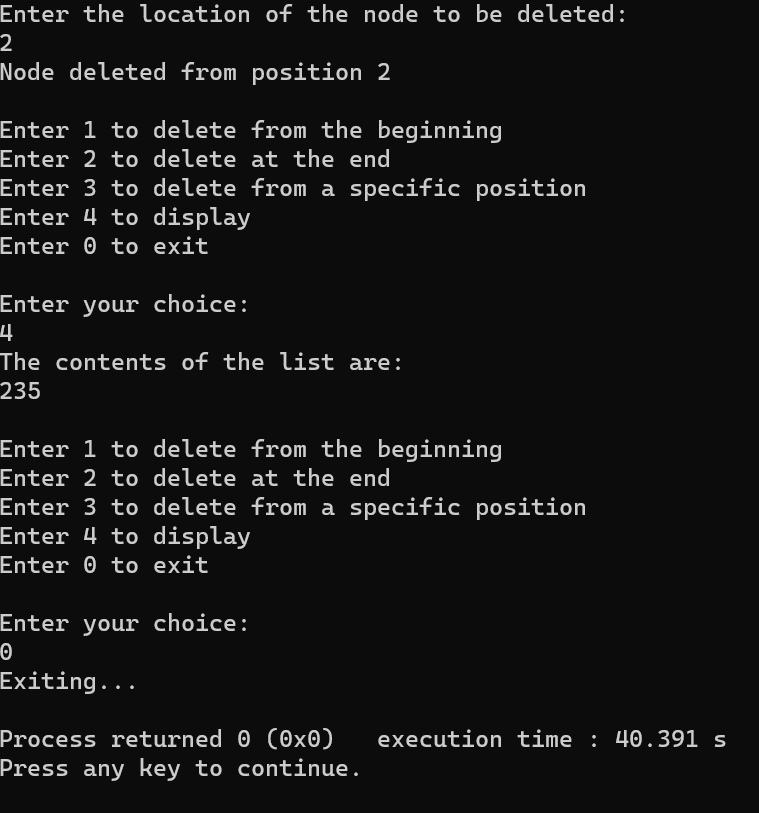 Enter the location of the node to be deleted:
2
Node deleted from position 2

Enter 1 to delete from the beginning
Enter 2 to delete at the end
Enter 3 to delete from a specific position
Enter 4 to display
Enter 0 to exit

Enter your choice:
4
The contents of the list are:
235

Enter 1 to delete from the beginning
Enter 2 to delete at the end
Enter 3 to delete from a specific position
Enter 4 to display
Enter 0 to exit

Enter your choice:
0
Exiting...

Process returned 0 (0x0)   execution time : 40.391 s
Press any key to continue.